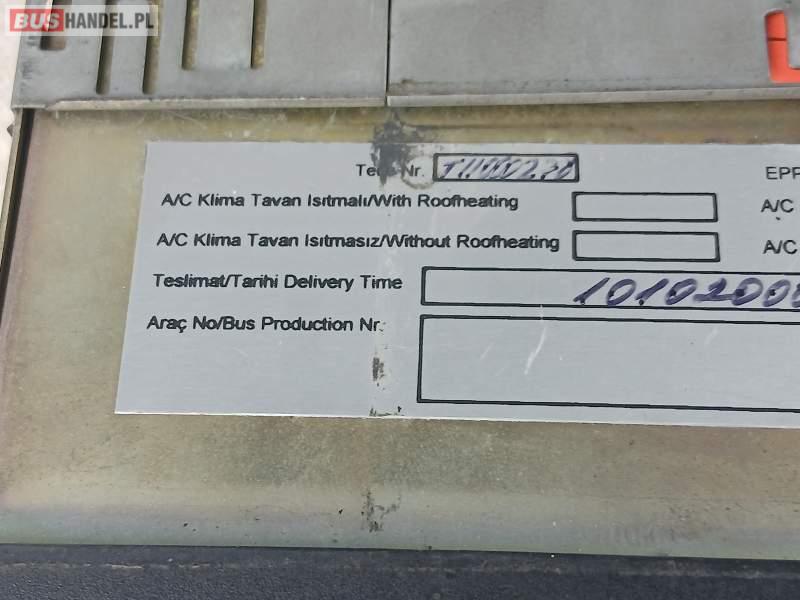 BUSHANDEL.PL
Nr. EPP
A/C Klima Tavan Isıtmalı/With Roofheating A/C
A/C Klima Tavan Isıtmasız/Without Roofheating A/C
Teslimat/Tarihi Delivery Time 1010200
Araç No/Bus Production Nr.